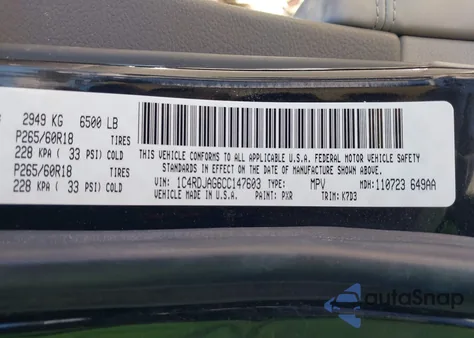 2949 KG 6500 LB
P265/60R18 TIRES
228 KPA ( 33 PSI) COLD
P265/60R18 TIRES
228 KPA ( 33 PSI) COLD
THIS VEHICLE CONFORMS TO ALL APPLICABLE U.S.A. FEDERAL MOTOR VEHICLE SAFETY
STANDARDS IN EFFECT ON THE DATE OF MANUFACTURE SHOWN ABOVE.
VIN: 1C4RDJAG6CC147603 TYPE: MPV MDH: 110723 649AA
VEHICLE MADE IN U.S.A. PAINT: PXR TRIM: K7D3
autoSnap